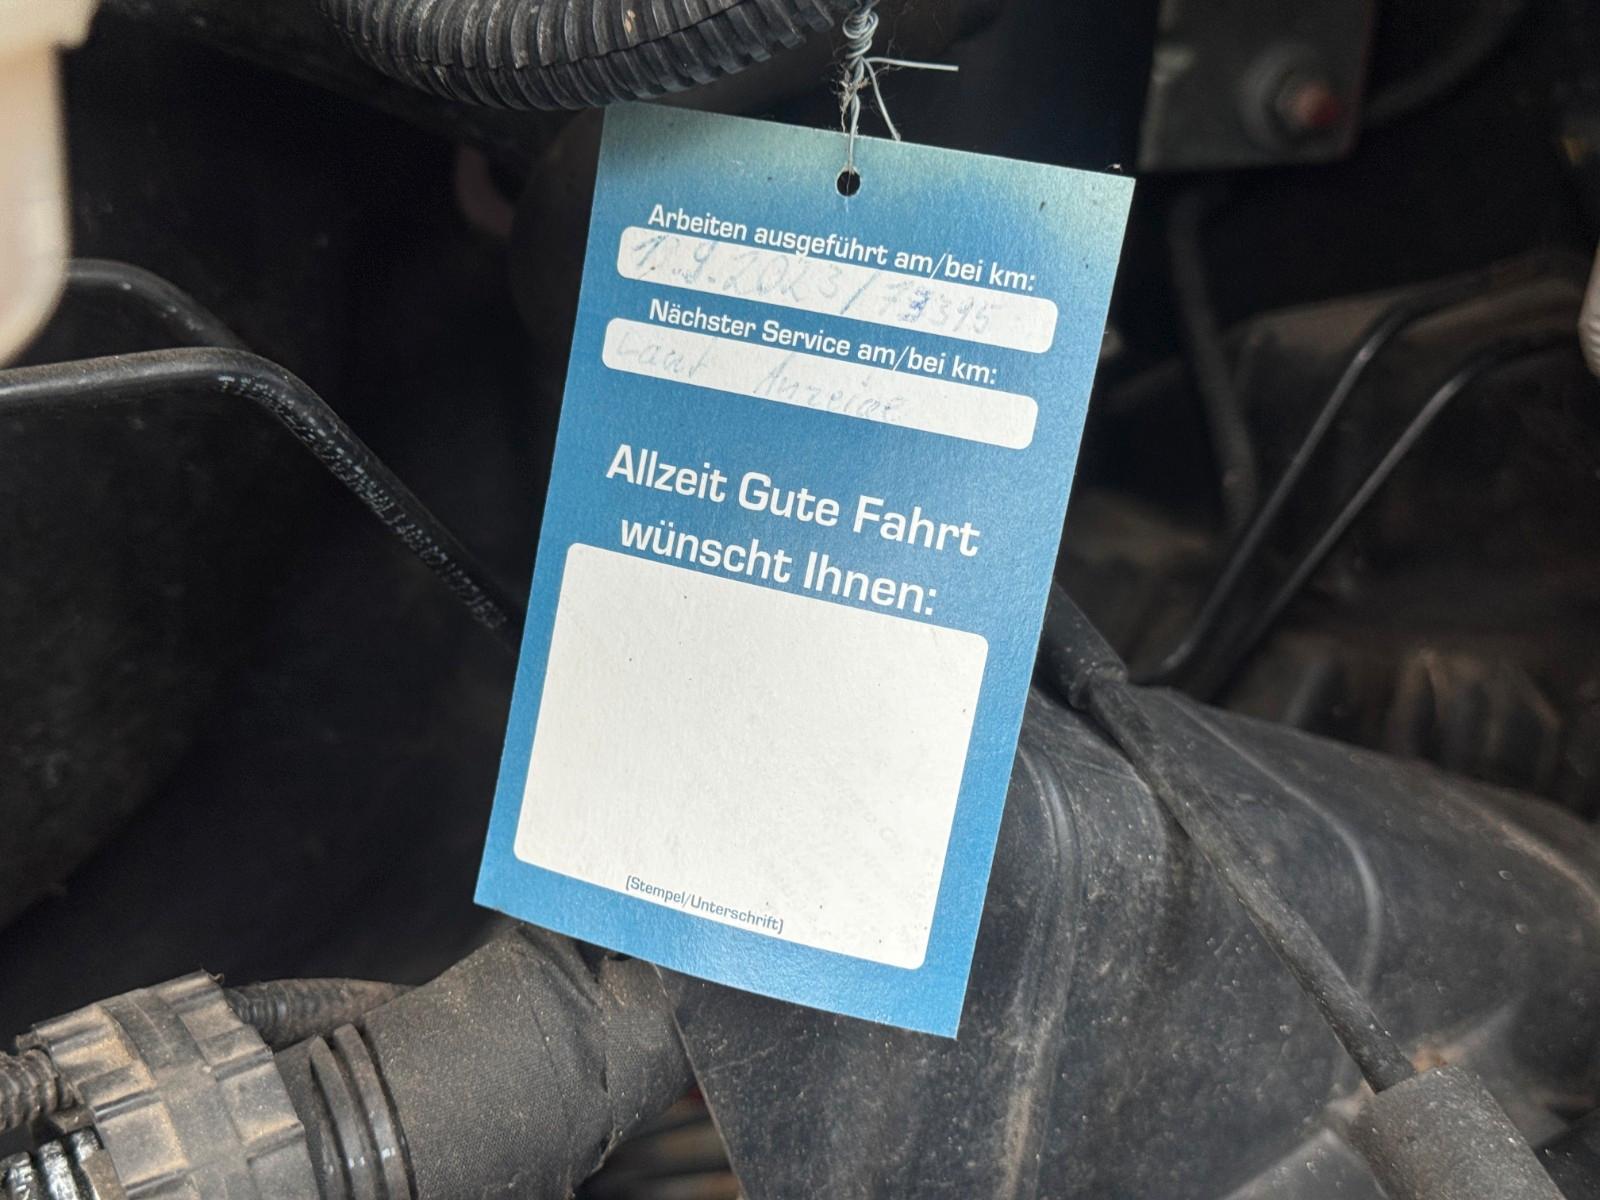 Arbeiten ausgeführt am/bei km:
Nächster Service am/bei km:
Laut Anzeige
Allzeit Gute Fahrt
wünscht Ihnen:
(Stempel/Unterschrift)